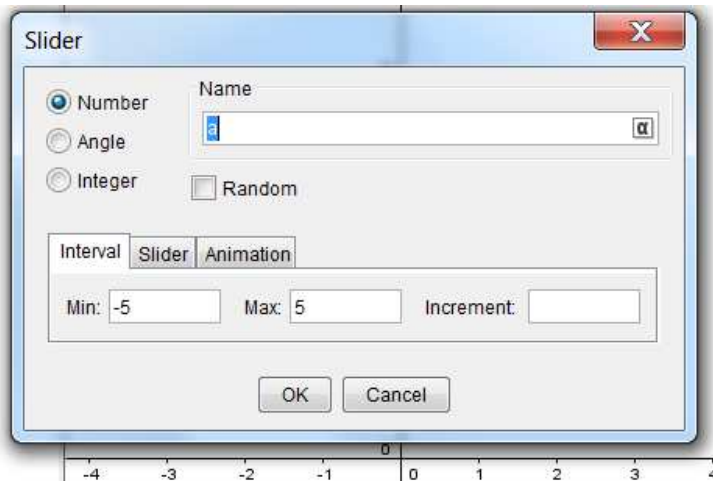 Slider
X
Number
Name
a
α
Angle
Integer
Random
Interval Slider Animation
Min: -5 Max: 5 Increment:
OK Cancel
0
-4 -3 -2 -1 0 1 2 3 4